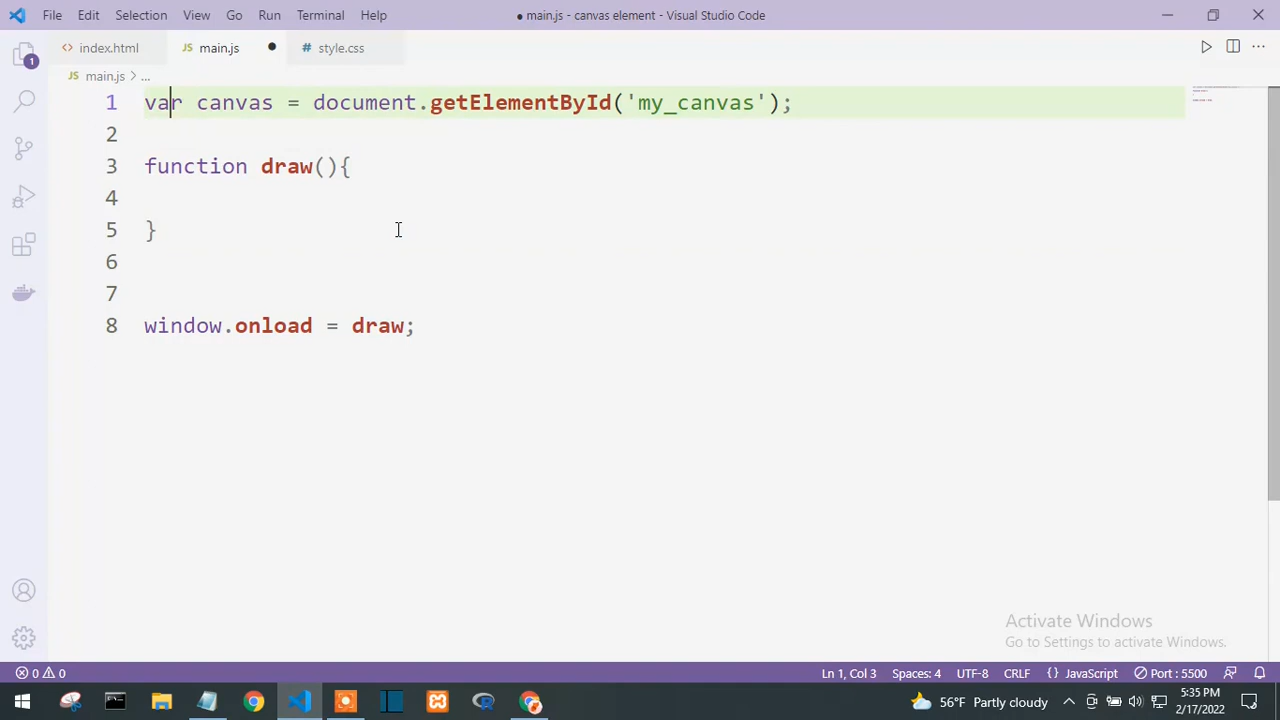 File Edit Selection View Go Run Terminal Help ● main.js - canvas element - Visual Studio Code
<> index.html JS main.js ● # style.css
JS main.js > ...
1 var canvas = document.getElementById('my_canvas');
2
3 function draw(){
4
5 }
6
7
8 window.onload = draw;
Activate Windows
Go to Settings to activate Windows.
1
0 0 Ln 1, Col 3 Spaces: 4 UTF-8 CRLF {} JavaScript Port : 5500
56°F Partly cloudy 5:35 PM
2/17/2022